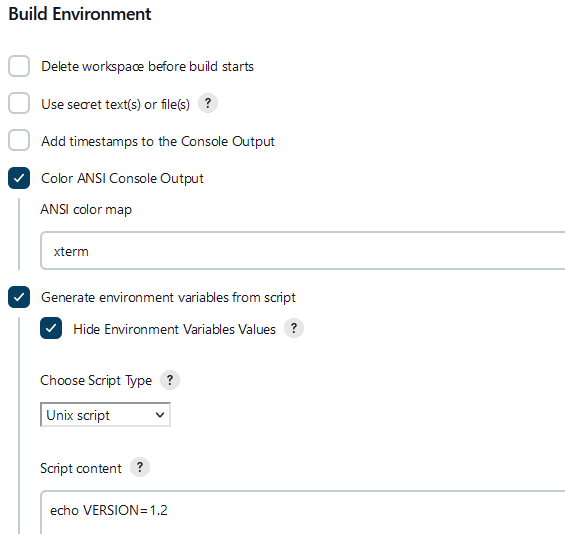 Build Environment
Delete workspace before build starts
Use secret text(s) or file(s) ?
Add timestamps to the Console Output
Color ANSI Console Output
ANSI color map
xterm
Generate environment variables from script
Hide Environment Variables Values ?
Choose Script Type ?
Unix script
Script content ?
echo VERSION=1.2